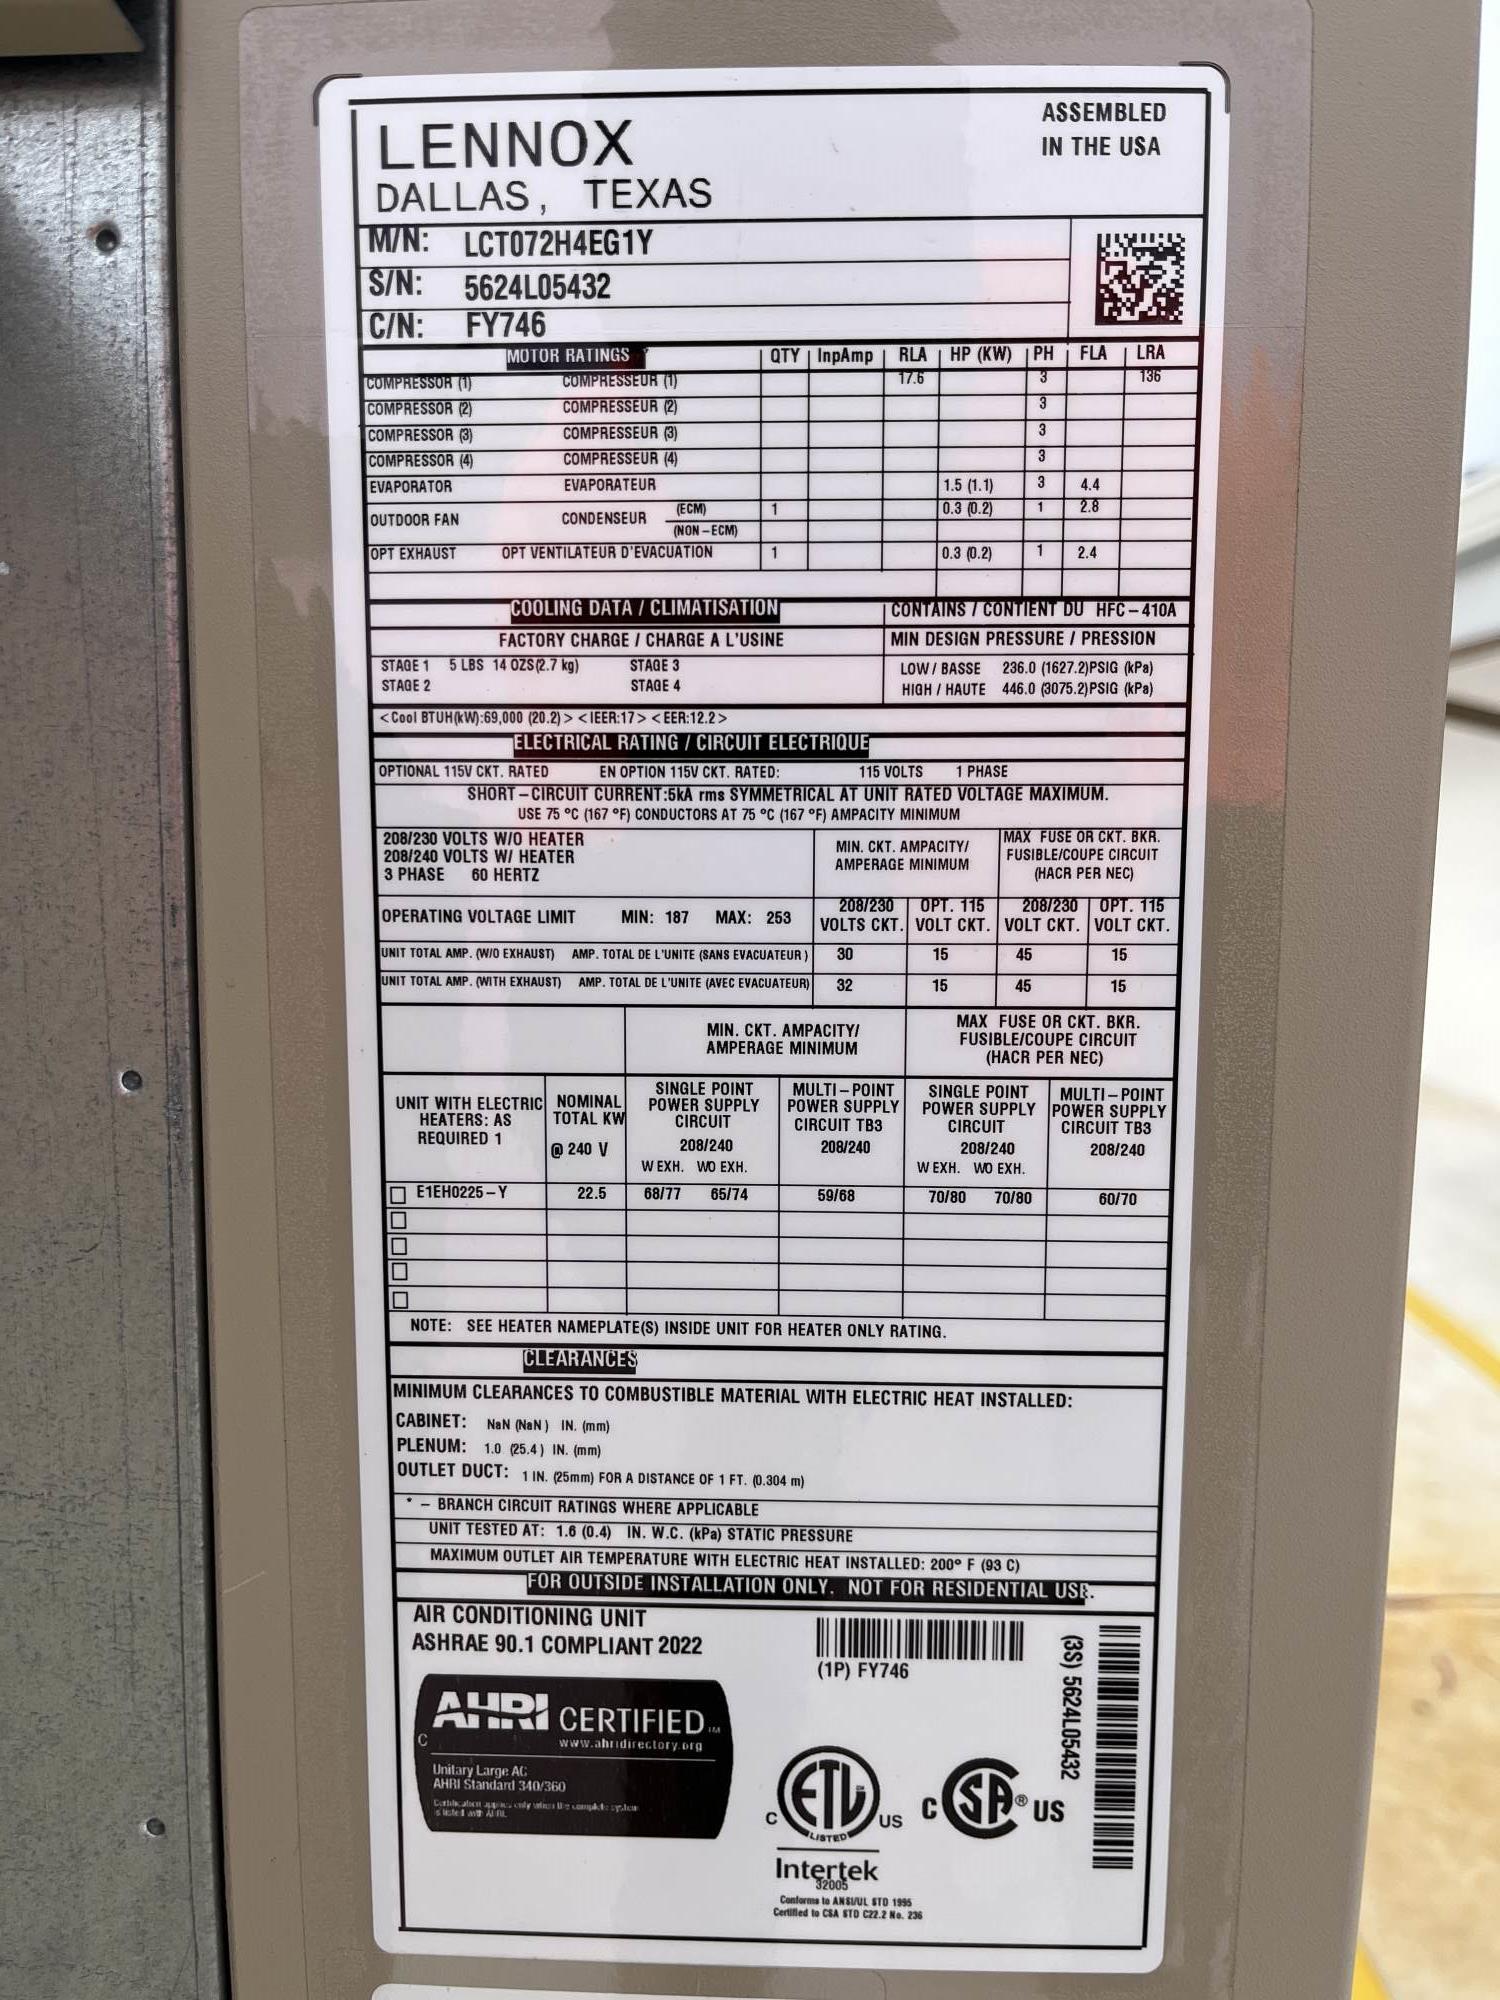 LENNOX
DALLAS, TEXAS
ASSEMBLED
IN THE USA
M/N: LCT072H4EG1Y
S/N: 5624L05432
C/N: FY746
MOTOR RATINGS QTY InpAmp RLA HP (KW) PH FLA LRA
COMPRESSOR (1) COMPRESSEUR (1) 17.6 3 136
COMPRESSOR (2) COMPRESSEUR (2) 3
COMPRESSOR (3) COMPRESSEUR (3) 3
COMPRESSOR (4) COMPRESSEUR (4) 3
EVAPORATOR EVAPORATEUR 1.5 (1.1) 3 4.4
OUTDOOR FAN CONDENSEUR (ECM) 1 0.3 (0.2) 1 2.8
(NON-ECM)
OPT EXHAUST OPT VENTILATEUR D'EVACUATION 1 0.3 (0.2) 1 2.4
COOLING DATA / CLIMATISATION CONTAINS / CONTIENT DU HFC-410A
FACTORY CHARGE / CHARGE A L'USINE MIN DESIGN PRESSURE / PRESSION
STAGE 1 5 LBS 14 OZS(2.7 kg) STAGE 3 LOW / BASSE 236.0 (1627.2)PSIG (kPa)
STAGE 2 STAGE 4 HIGH / HAUTE 446.0 (3075.2)PSIG (kPa)
<Cool BTUH(kW):69,000 (20.2)> <IEER:17> <EER:12.2>
ELECTRICAL RATING / CIRCUIT ELECTRIQUE
OPTIONAL 115V CKT. RATED EN OPTION 115V CKT. RATED: 115 VOLTS 1 PHASE
SHORT-CIRCUIT CURRENT:5kA rms SYMMETRICAL AT UNIT RATED VOLTAGE MAXIMUM.
USE 75 °C (167 °F) CONDUCTORS AT 75 °C (167 °F) AMPACITY MINIMUM
208/230 VOLTS W/O HEATER
208/240 VOLTS W/ HEATER
3 PHASE 60 HERTZ
MIN. CKT. AMPACITY/
AMPERAGE MINIMUM
MAX FUSE OR CKT. BKR.
FUSIBLE/COUPE CIRCUIT
(HACR PER NEC)
OPERATING VOLTAGE LIMIT MIN: 187 MAX: 253
208/230 OPT. 115 208/230 OPT. 115
VOLTS CKT. VOLT CKT. VOLT CKT. VOLT CKT.
UNIT TOTAL AMP. (W/O EXHAUST) AMP. TOTAL DE L'UNITE (SANS EVACUATEUR) 30 15 45 15
UNIT TOTAL AMP. (WITH EXHAUST) AMP. TOTAL DE L'UNITE (AVEC EVACUATEUR) 32 15 45 15
MIN. CKT. AMPACITY/
AMPERAGE MINIMUM
MAX FUSE OR CKT. BKR.
FUSIBLE/COUPE CIRCUIT
(HACR PER NEC)
UNIT WITH ELECTRIC
HEATERS: AS
REQUIRED 1
NOMINAL
TOTAL KW
@ 240 V
SINGLE POINT
POWER SUPPLY
CIRCUIT
208/240
W EXH. WO EXH.
MULTI-POINT
POWER SUPPLY
CIRCUIT TB3
208/240
SINGLE POINT
POWER SUPPLY
CIRCUIT
208/240
W EXH. WO EXH.
MULTI-POINT
POWER SUPPLY
CIRCUIT TB3
208/240
E1EH0225-Y 22.5 68/77 65/74 59/68 70/80 70/80 60/70
NOTE: SEE HEATER NAMEPLATE(S) INSIDE UNIT FOR HEATER ONLY RATING.
CLEARANCES
MINIMUM CLEARANCES TO COMBUSTIBLE MATERIAL WITH ELECTRIC HEAT INSTALLED:
CABINET: NaN (NaN) IN. (mm)
PLENUM: 1.0 (25.4) IN. (mm)
OUTLET DUCT: 1 IN. (25mm) FOR A DISTANCE OF 1 FT. (0.304 m)
* - BRANCH CIRCUIT RATINGS WHERE APPLICABLE
UNIT TESTED AT: 1.6 (0.4) IN. W.C. (kPa) STATIC PRESSURE
MAXIMUM OUTLET AIR TEMPERATURE WITH ELECTRIC HEAT INSTALLED: 200° F (93 C)
FOR OUTSIDE INSTALLATION ONLY. NOT FOR RESIDENTIAL USE.
AIR CONDITIONING UNIT
ASHRAE 90.1 COMPLIANT 2022
(1P) FY746
(3S) 5624L05432
AHRI CERTIFIED TM
www.ahridirectory.org
C
Unitary Large AC
AHRI Standard 340/360
Certification applies only when the complete system
is listed with AHRI.
C ETL CM US
LISTED
Intertek
32005
Conforms to ANSI/UL STD 1995
Certified to CSA STD C22.2 No. 236
C SA ® US